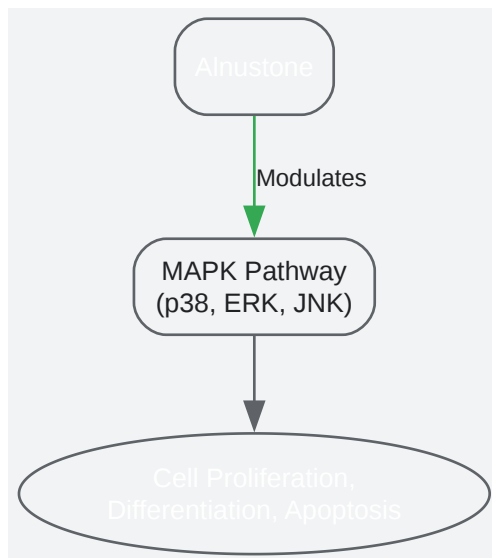 Alnustone
Modulates
MAPK Pathway
(p38, ERK, JNK)
Cell Proliferation,
Differentiation, Apoptosis